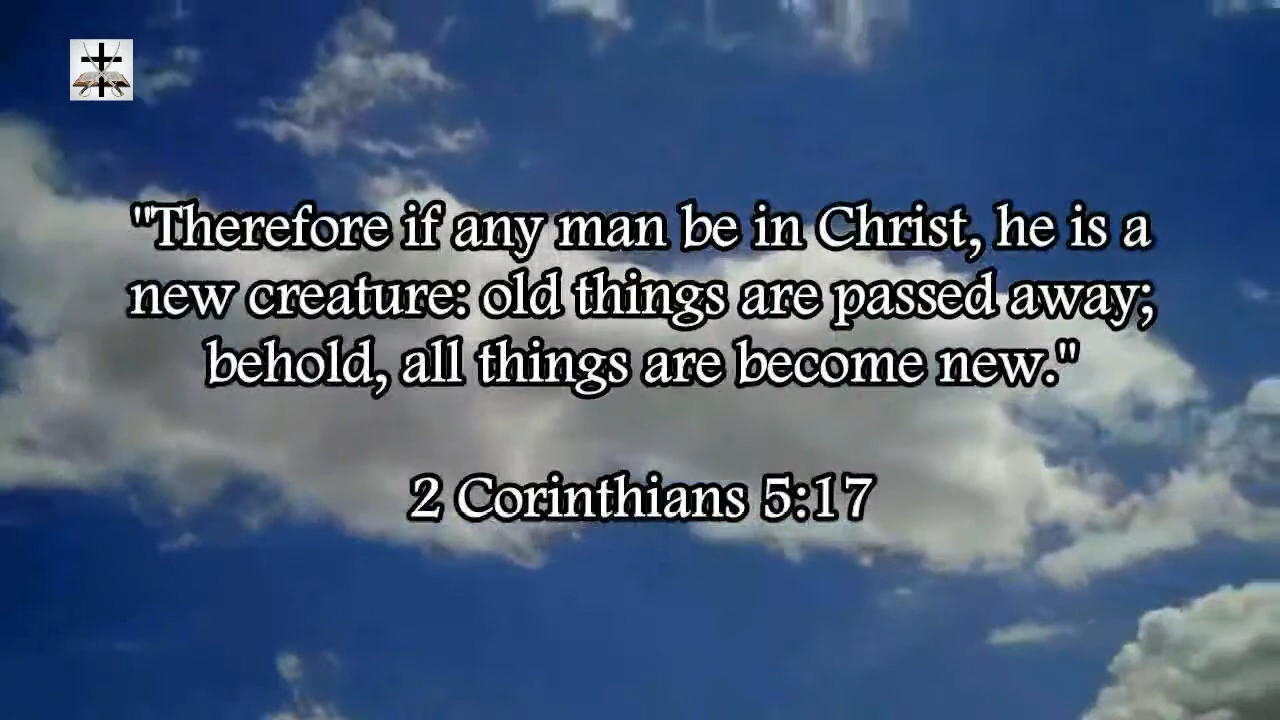 "Therefore if any man be in Christ, he is a
new creature: old things are passed away;
behold, all things are become new."
2 Corinthians 5:17